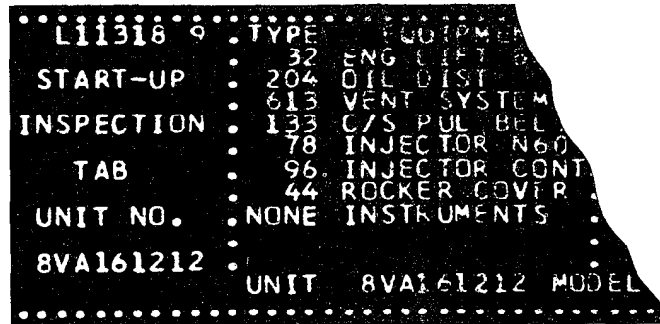 L11318 9 TYPE EQUIPMEN
32 ENG LIFT
START-UP 204 OIL DIST
613 VENT SYSTEM
INSPECTION 133 C/S PUL BEL
78 INJECTOR N60
TAB 96 INJECTOR CONT
44 ROCKER COVER
UNIT NO. NONE INSTRUMENTS
8VA161212
UNIT 8VA161212 MODEL